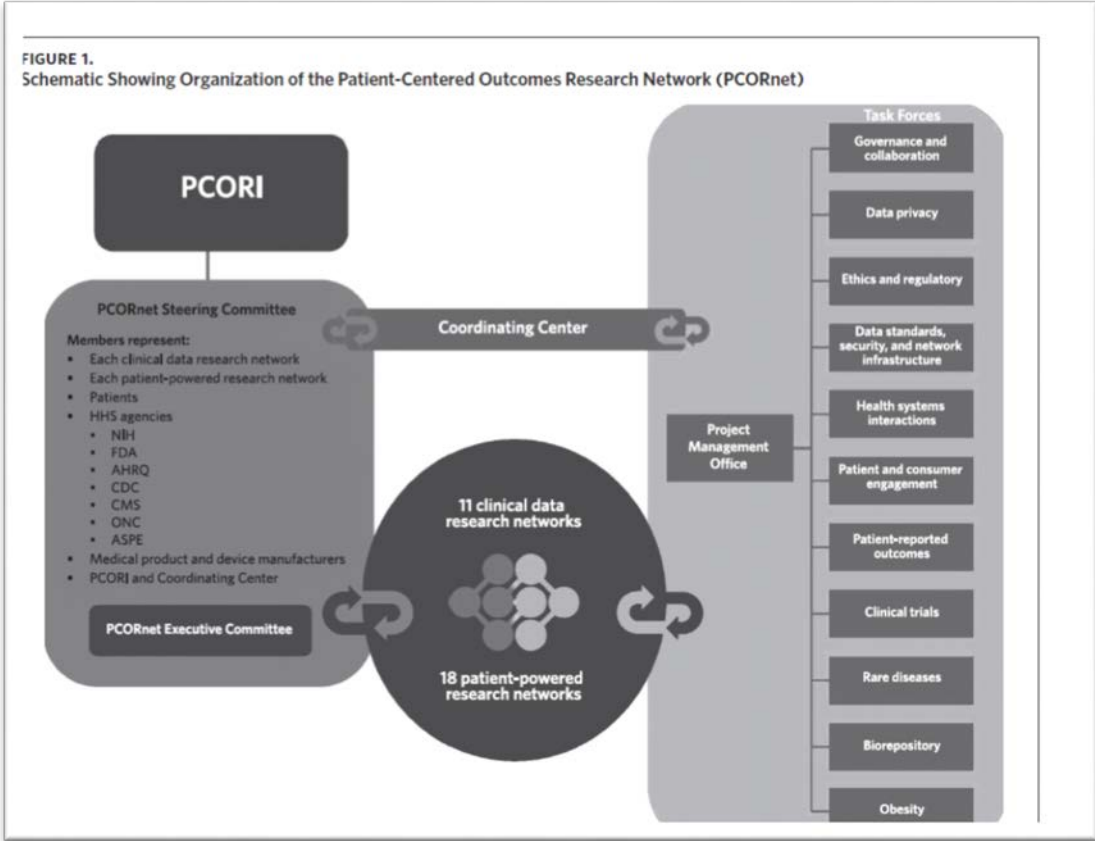 FIGURE 1.
Schematic Showing Organization of the Patient-Centered Outcomes Research Network (PCORnet)
PCORI
PCORnet Steering Committee
Members represent:
▪ Each clinical data research network
▪ Each patient-powered research network
▪ Patients
▪ HHS agencies
▪ NIH
▪ FDA
▪ AHRQ
▪ CDC
▪ CMS
▪ ONC
▪ ASPE
▪ Medical product and device manufacturers
▪ PCORI and Coordinating Center
PCORnet Executive Committee
Coordinating Center
11 clinical data
research networks
18 patient-powered
research networks
Project
Management
Office
Task Forces
Governance and
collaboration
Data privacy
Ethics and regulatory
Data standards,
security, and network
infrastructure
Health systems
interactions
Patient and consumer
engagement
Patient-reported
outcomes
Clinical trials
Rare diseases
Biorepository
Obesity